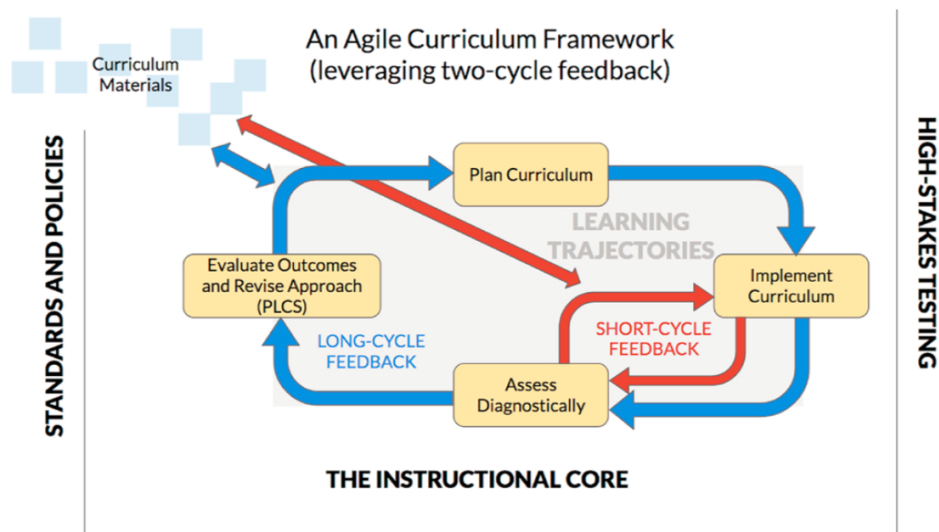 An Agile Curriculum Framework
(leveraging two-cycle feedback)
Curriculum
Materials
STANDARDS AND POLICIES
HIGH-STAKES TESTING
Plan Curriculum
LEARNING
TRAJECTORIES
Evaluate Outcomes
and Revise Approach
(PLCS)
Implement
Curriculum
LONG-CYCLE
FEEDBACK
SHORT-CYCLE
FEEDBACK
Assess
Diagnostically
THE INSTRUCTIONAL CORE